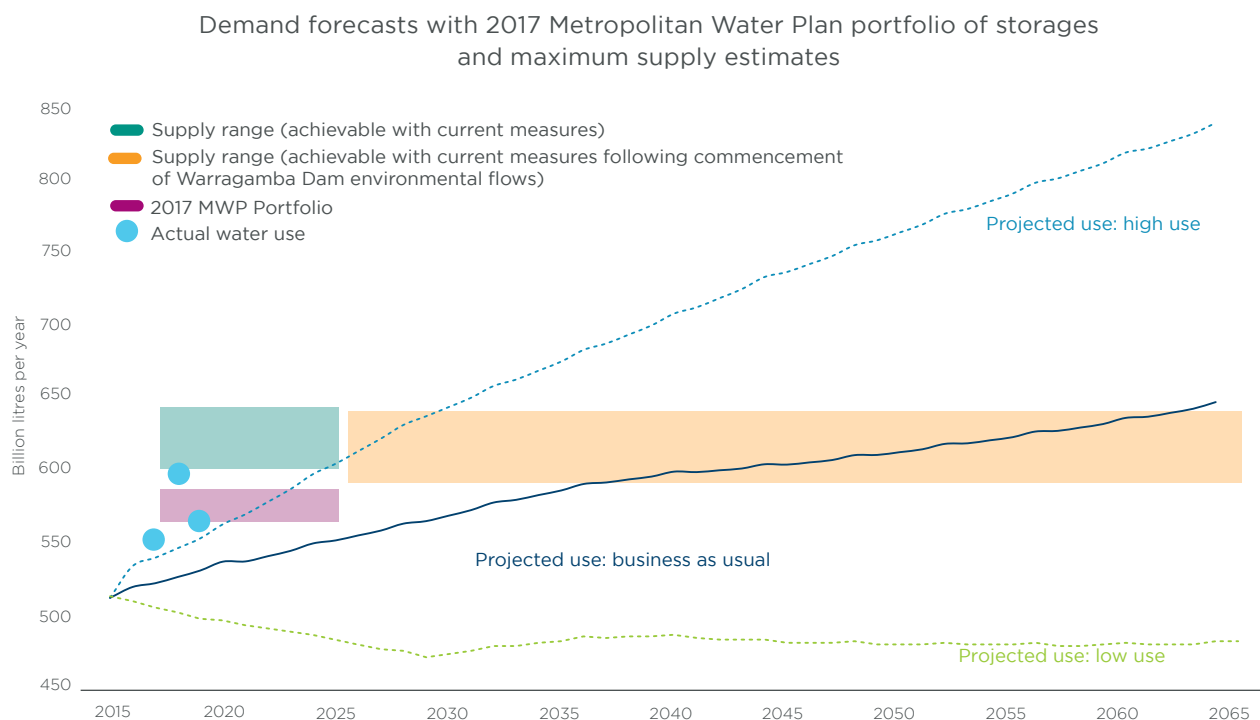 Demand forecasts with 2017 Metropolitan Water Plan portfolio of storages
and maximum supply estimates
850
800
750
700
650
600
550
500
450
Billion litres per year
Supply range (achievable with current measures)
Supply range (achievable with current measures following commencement
of Warragamba Dam environmental flows)
2017 MWP Portfolio
Actual water use
Projected use: high use
Projected use: business as usual
Projected use: low use
2015 2020 2025 2030 2035 2040 2045 2050 2055 2060 2065